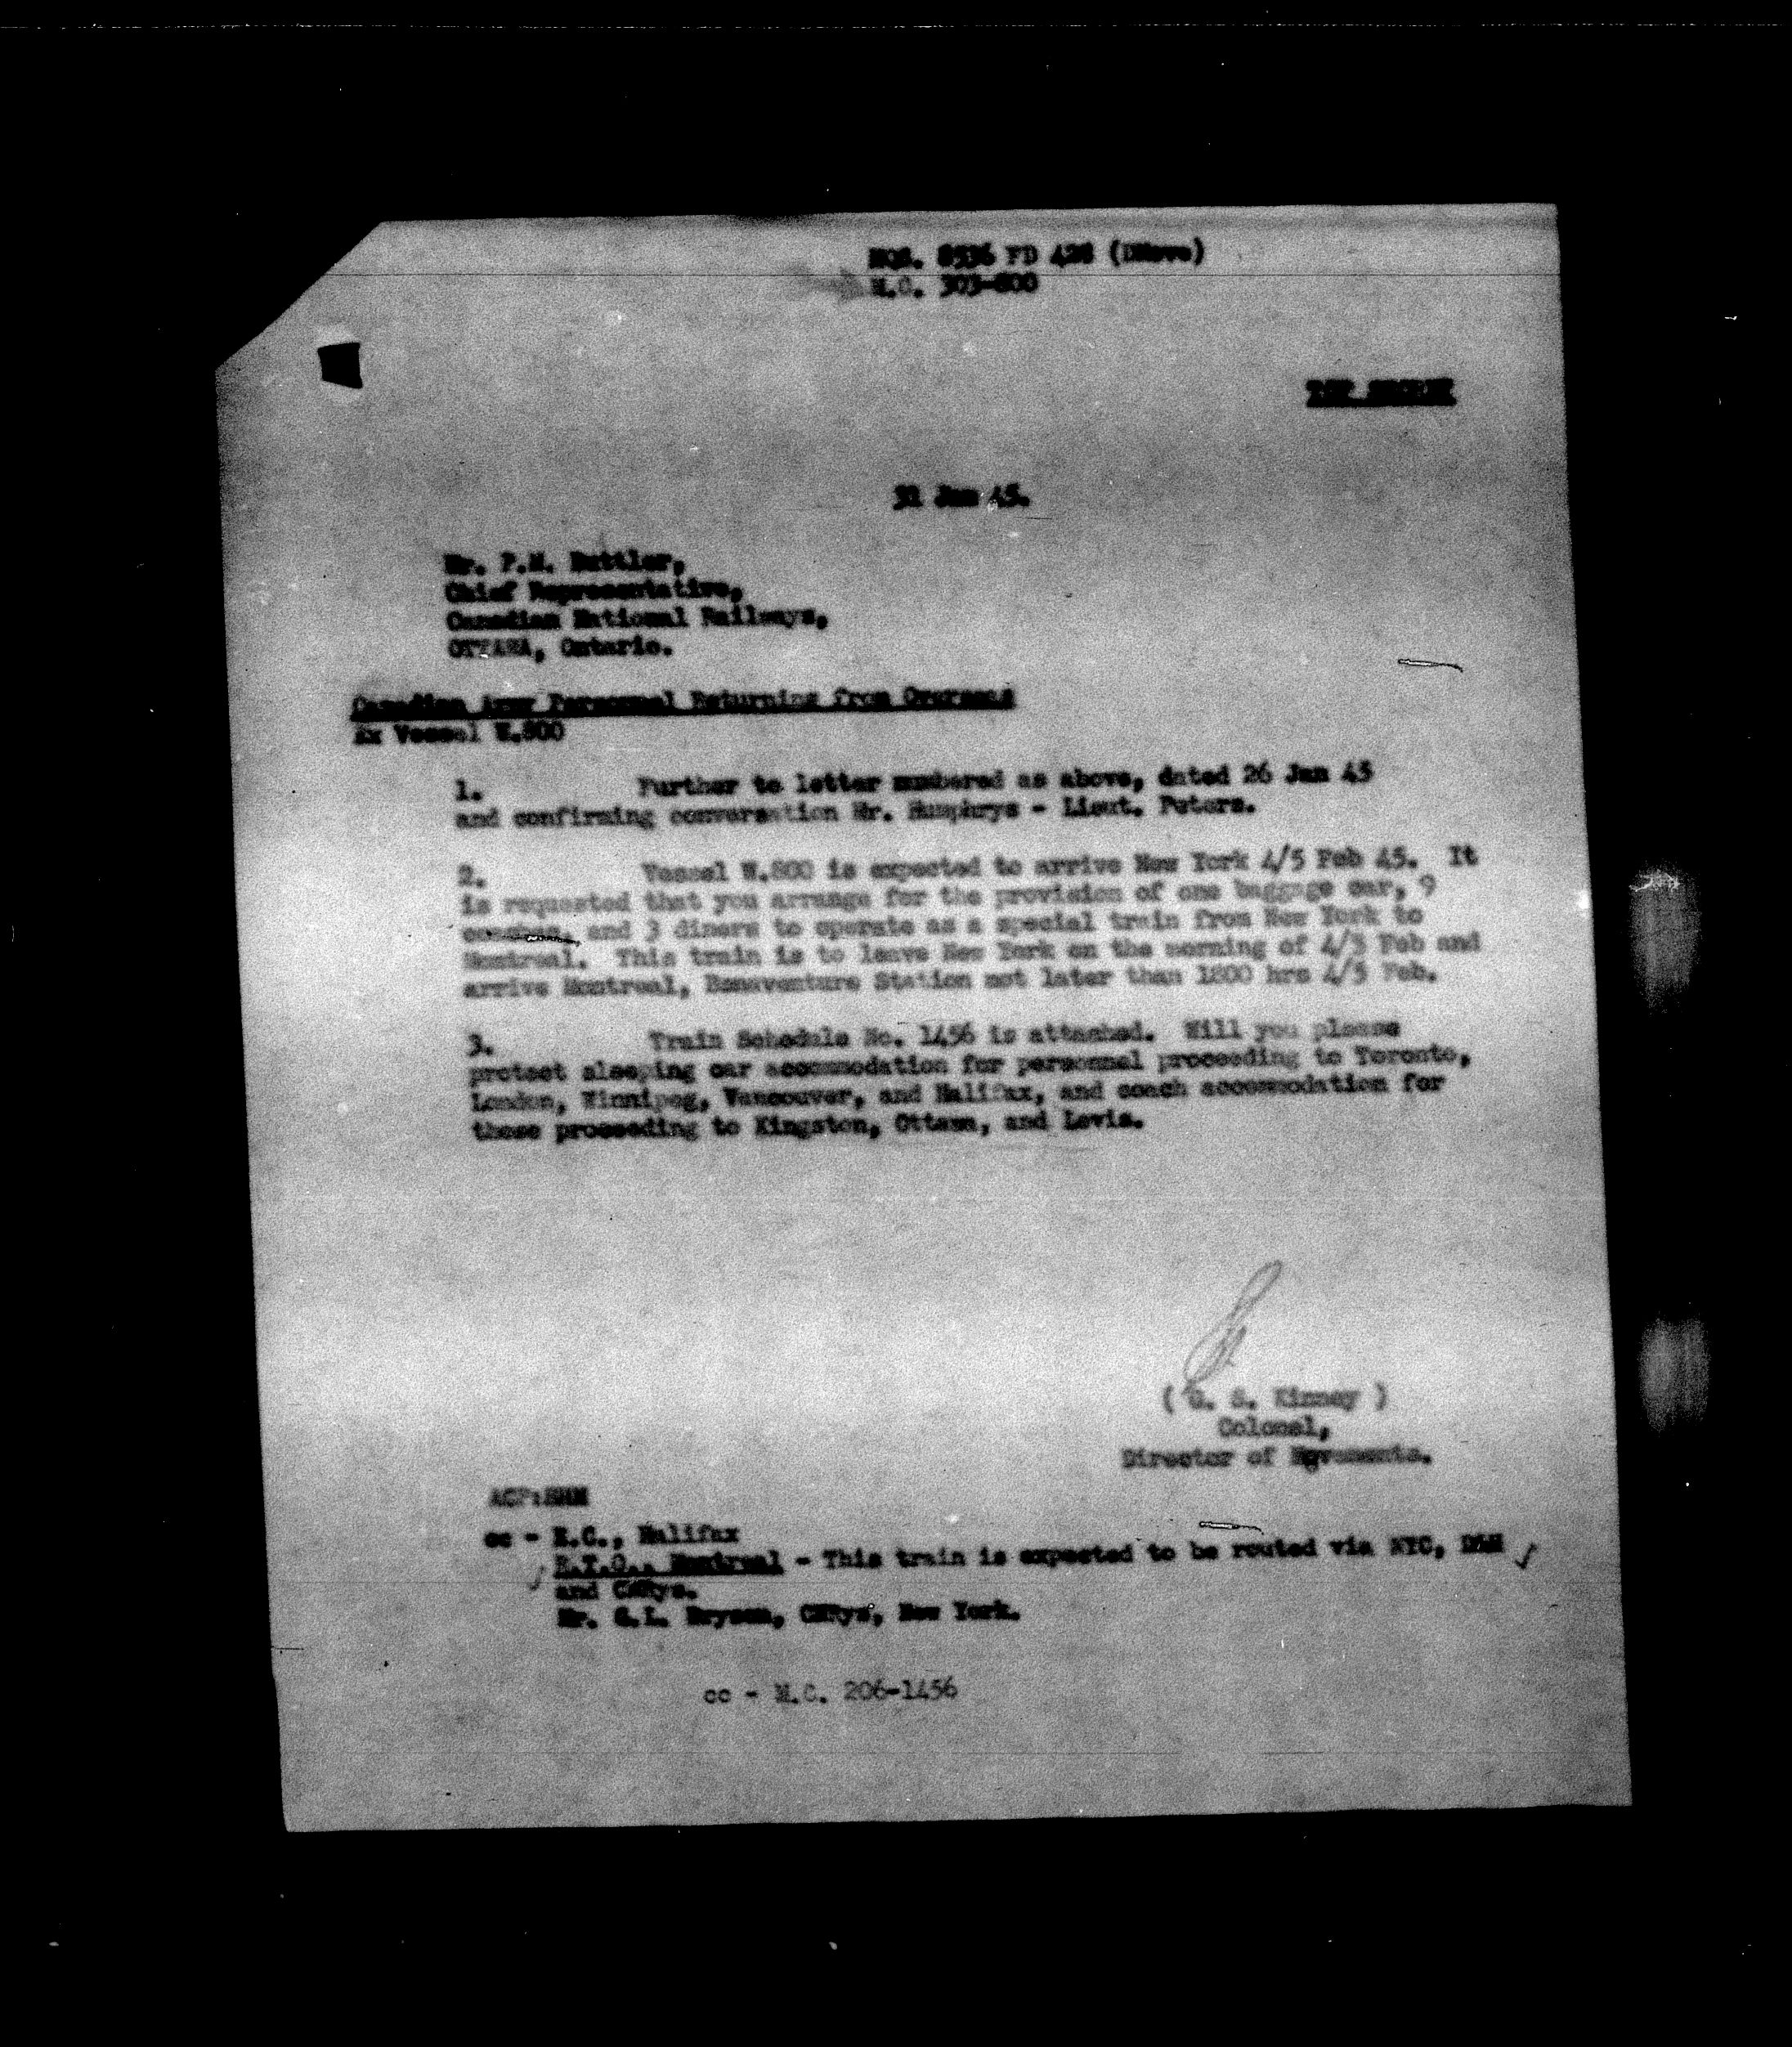 HQS. 8536 FD 428 (DMove)
M.C. 303-800
TOP SECRET
31 Jan 45.
Mr. P.M. Buttler,
Chief Representative,
Canadian National Railways,
OTTAWA, Ontario.
Canadian Army Personnel Returning from Overseas
Ex Vessel W.800
1. Further to letter numbered as above, dated 26 Jan 45
and confirming conversation Mr. Humphrys - Lieut. Peters.
2. Vessel W.800 is expected to arrive New York 4/5 Feb 45. It
is requested that you arrange for the provision of one baggage car, 9
coaches, and 3 diners to operate as a special train from New York to
Montreal. This train is to leave New York on the morning of 4/5 Feb and
arrive Montreal, Bonaventure Station not later than 1800 hrs 4/5 Feb.
3. Train Schedule No. 1456 is attached. Will you please
protect sleeping car accommodation for personnel proceeding to Toronto,
London, Winnipeg, Vancouver, and Halifax, and coach accommodation for
those proceeding to Kingston, Ottawa, and Levis.
( G. S. Kinney )
Colonel,
Director of Movements.
ACP:
cc - E.C., Halifax
R.T.O., Montreal - This train is expected to be routed via NYC, D&H
and CNRys.
Mr. G.L. Bryson, CNRys, New York.
cc - M.C. 206-1456